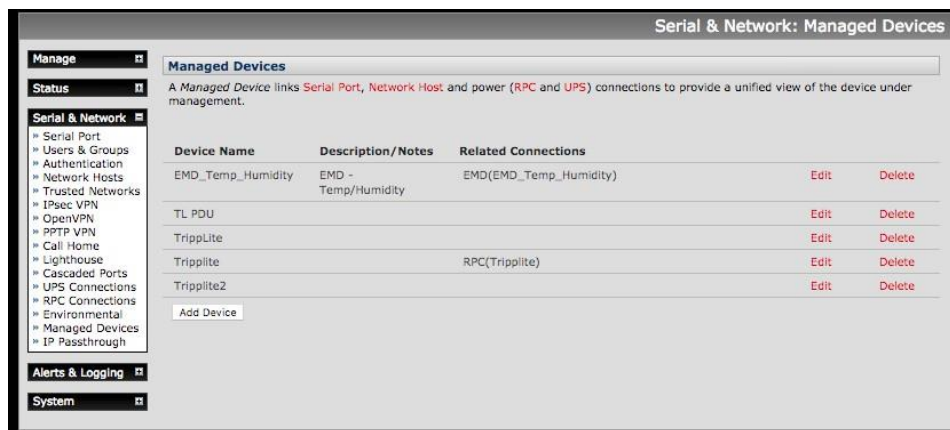 Serial & Network: Managed Devices
Manage
Status
Serial & Network
Serial Port
Users & Groups
Authentication
Network Hosts
Trusted Networks
IPsec VPN
OpenVPN
PPTP VPN
Call Home
Lighthouse
Cascaded Ports
UPS Connections
RPC Connections
Environmental
Managed Devices
IP Passthrough
Alerts & Logging
System
Managed Devices
A Managed Device links Serial Port, Network Host and power (RPC and UPS) connections to provide a unified view of the device under
management.
Device Name Description/Notes Related Connections
EMD_Temp_Humidity EMD - EMD(EMD_Temp_Humidity) Edit Delete
Temp/Humidity
TL PDU Edit Delete
TrippLite Edit Delete
Tripplite RPC(Tripplite) Edit Delete
Tripplite2 Edit Delete
Add Device